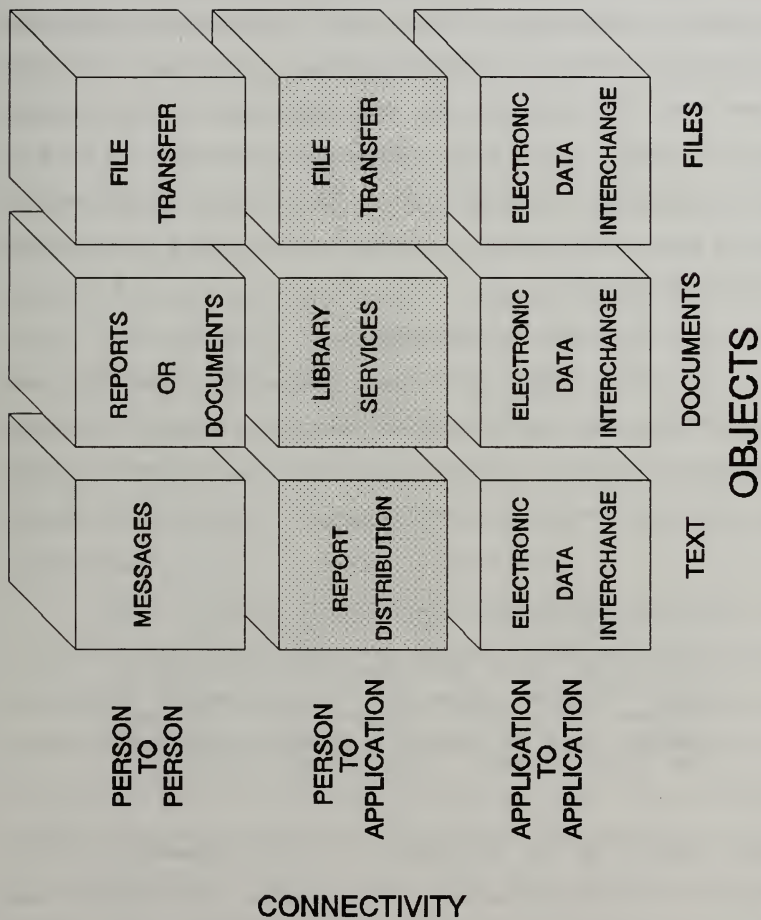 CONNECTIVITY
PERSON
TO
PERSON
MESSAGES
REPORTS
OR
DOCUMENTS
FILE
TRANSFER
PERSON
TO
APPLICATION
REPORT
DISTRIBUTION
LIBRARY
SERVICES
FILE
TRANSFER
APPLICATION
TO
APPLICATION
ELECTRONIC
DATA
INTERCHANGE
ELECTRONIC
DATA
INTERCHANGE
ELECTRONIC
DATA
INTERCHANGE
TEXT
DOCUMENTS
FILES
OBJECTS